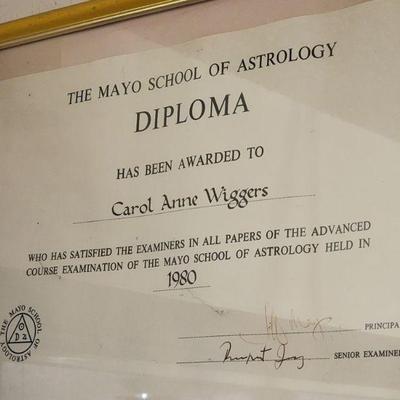 THE MAYO SCHOOL OF ASTROLOGY
DIPLOMA
HAS BEEN AWARDED TO
Carol Anne Wiggers
WHO HAS SATISFIED THE EXAMINERS IN ALL PAPERS OF THE ADVANCED
COURSE EXAMINATION OF THE MAYO SCHOOL OF ASTROLOGY HELD IN
1980
PRINCIPA
SENIOR EXAMINE
THE MAYO SCHOOL OF ASTROLOGY